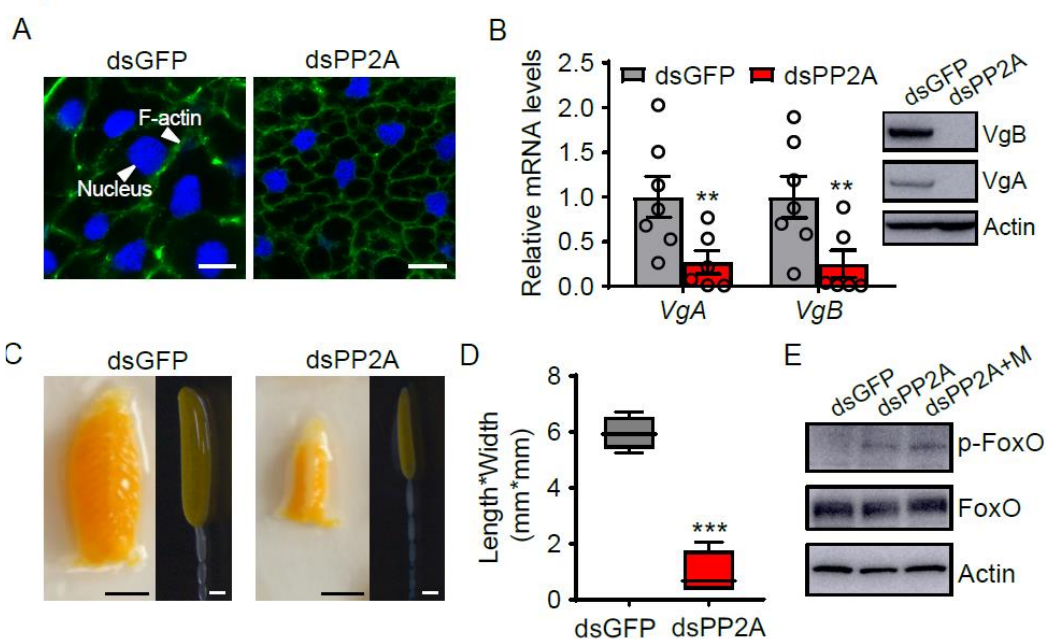 A
dsGFP
dsPP2A
F-actin
Nucleus
B
Relative mRNA levels
2.5
2.0
1.5
1.0
0.5
0.0
dsGFP
dsPP2A
**
**
VgA
VgB
dsGFP
dsPP2A
VgB
VgA
Actin
C
dsGFP
dsPP2A
D
Length*Width
(mm*mm)
8
6
4
2
0
***
dsGFP
dsPP2A
E
dsGFP
dsPP2A
dsPP2A+M
p-FoxO
FoxO
Actin